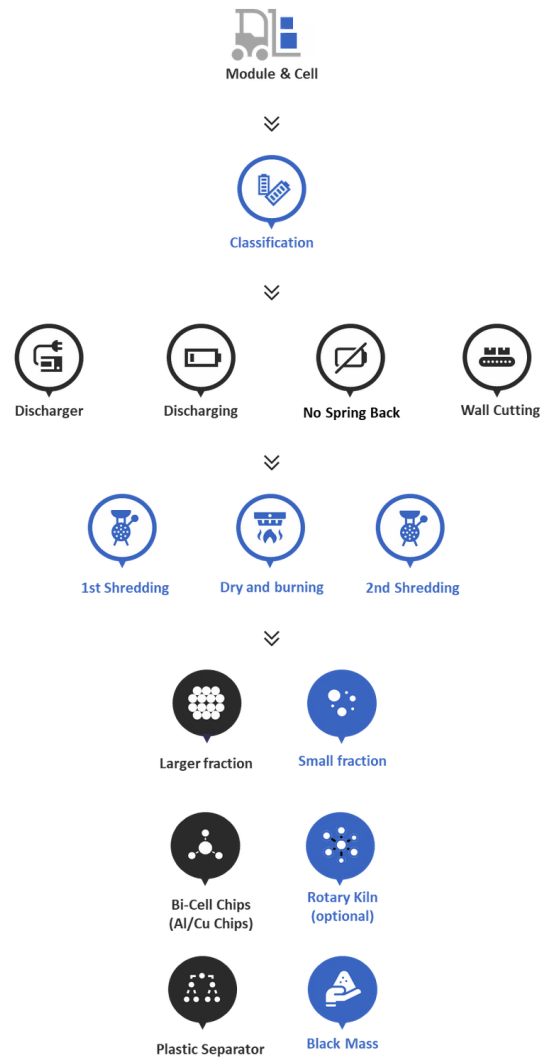 Module & Cell
Classification
Discharger
Discharging
No Spring Back
Wall Cutting
1st Shredding
Dry and burning
2nd Shredding
Larger fraction
Small fraction
Bi-Cell Chips
(Al/Cu Chips)
Rotary Kiln
(optional)
Plastic Separator
Black Mass